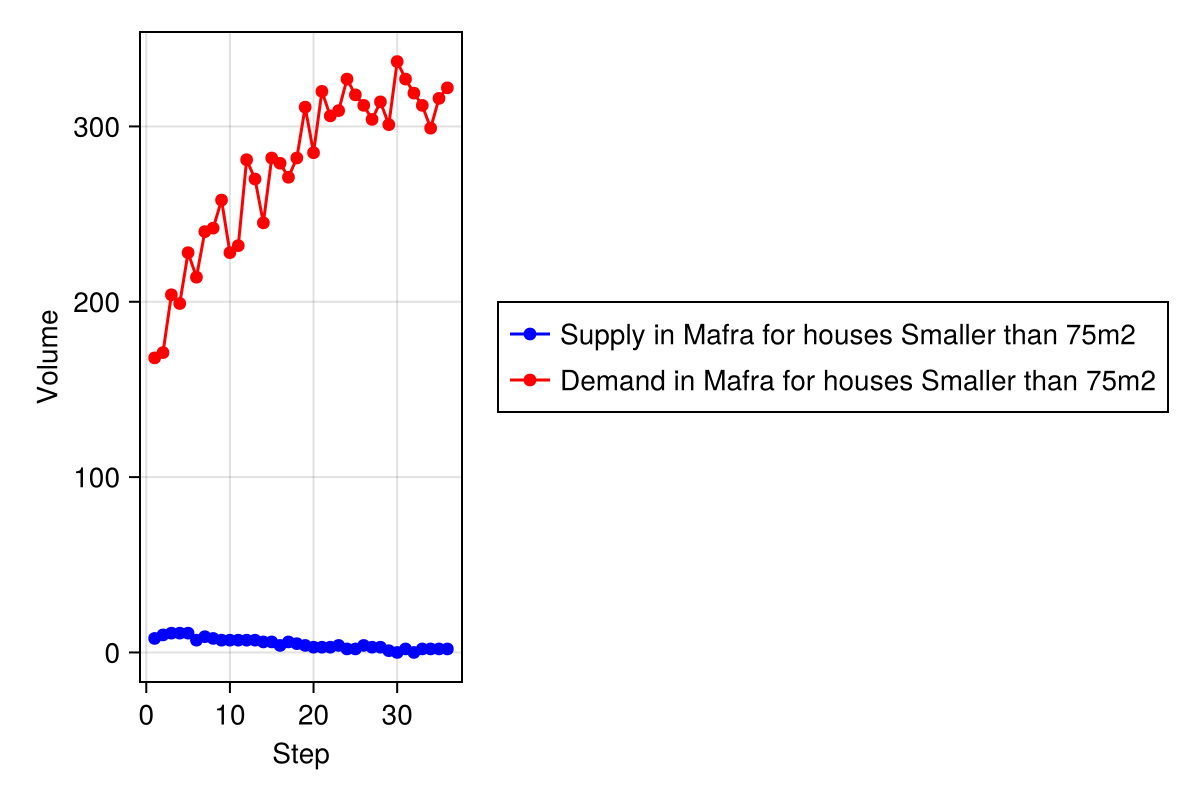 Volume
300
200
100
0
0 10 20 30
Step
Supply in Mafra for houses Smaller than 75m2
Demand in Mafra for houses Smaller than 75m2